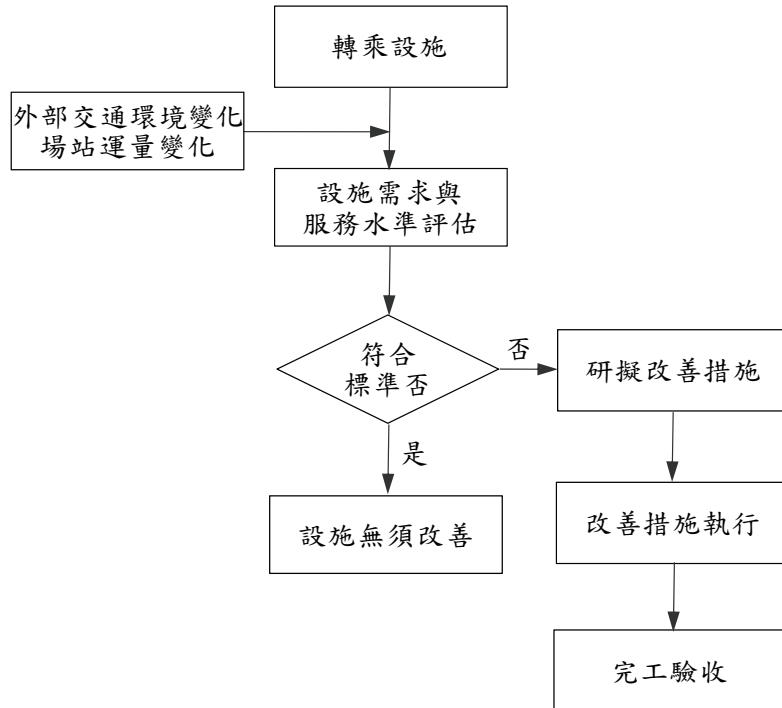 轉乘設施
外部交通環境變化
場站運量變化
設施需求與
服務水準評估
符合
標準否
否
研擬改善措施
是
設施無須改善
改善措施執行
完工驗收